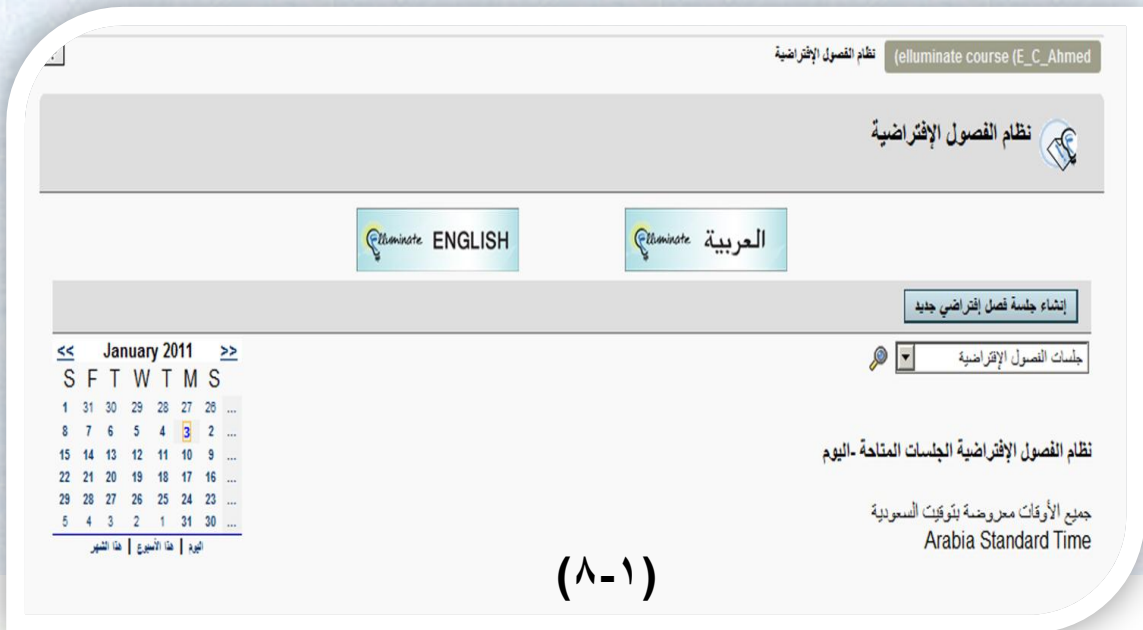 (elluminate course (E_C_Ahmed نظام الفصول الإفتراضية
نظام الفصول الإفتراضية
العربية Elluminate
Elluminate ENGLISH
إنشاء جلسة فصل إفتراضي جديد
جلسات الفصول الإفتراضية
<< January 2011 >>
S F T W T M S
1 31 30 29 28 27 26 ...
8 7 6 5 4 3 2 ...
15 14 13 12 11 10 9 ...
22 21 20 19 18 17 16 ...
29 28 27 26 25 24 23 ...
5 4 3 2 1 31 30 ...
اليوم | هذا الأسبوع | هذا الشهر
نظام الفصول الإفتراضية الجلسات المتاحة -اليوم
جميع الأوقات معروضة بتوقيت السعودية
Arabia Standard Time
(١-٨)